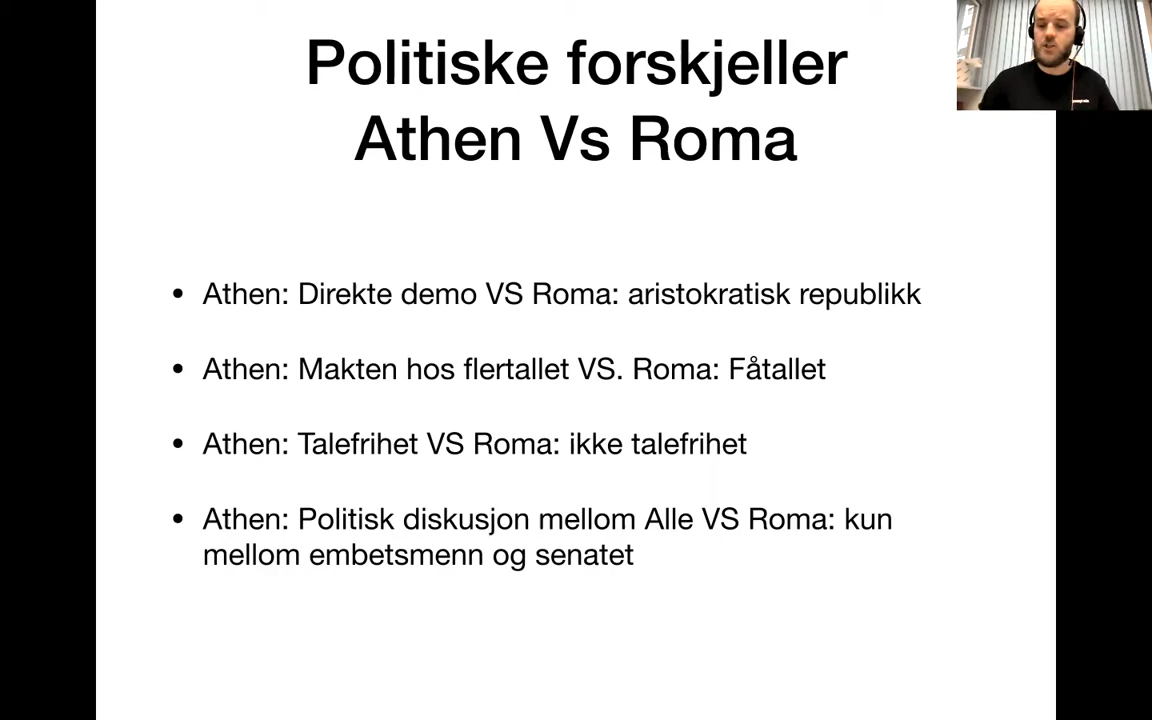 Politiske forskjeller
Athen Vs Roma
• Athen: Direkte demo VS Roma: aristokratisk republikk
• Athen: Makten hos flertallet VS. Roma: Fåtallet
• Athen: Talefrihet VS Roma: ikke talefrihet
• Athen: Politisk diskusjon mellom Alle VS Roma: kun
mellom embetsmenn og senatet